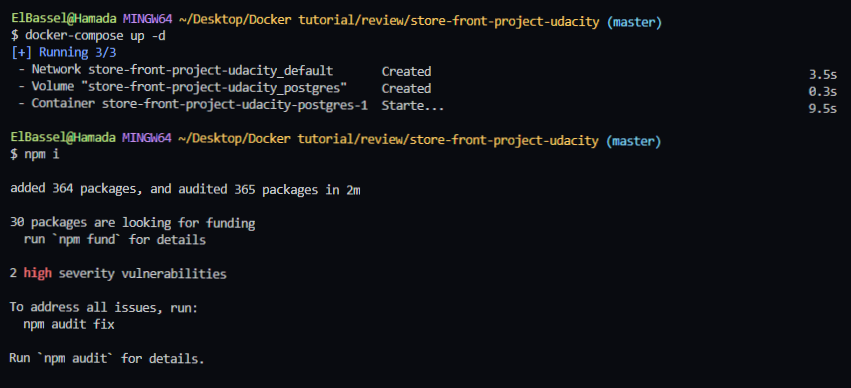 ElBassel@Hamada MINGW64 ~/Desktop/Docker tutorial/review/store-front-project-udacity (master)
$ docker-compose up -d
[+] Running 3/3
 - Network store-front-project-udacity_default       Created       3.5s
 - Volume "store-front-project-udacity_postgres"     Created       0.3s
 - Container store-front-project-udacity-postgres-1  Starte...     9.5s
ElBassel@Hamada MINGW64 ~/Desktop/Docker tutorial/review/store-front-project-udacity (master)
$ npm i
added 364 packages, and audited 365 packages in 2m
30 packages are looking for funding
  run `npm fund` for details
2 high severity vulnerabilities
To address all issues, run:
  npm audit fix
Run `npm audit` for details.